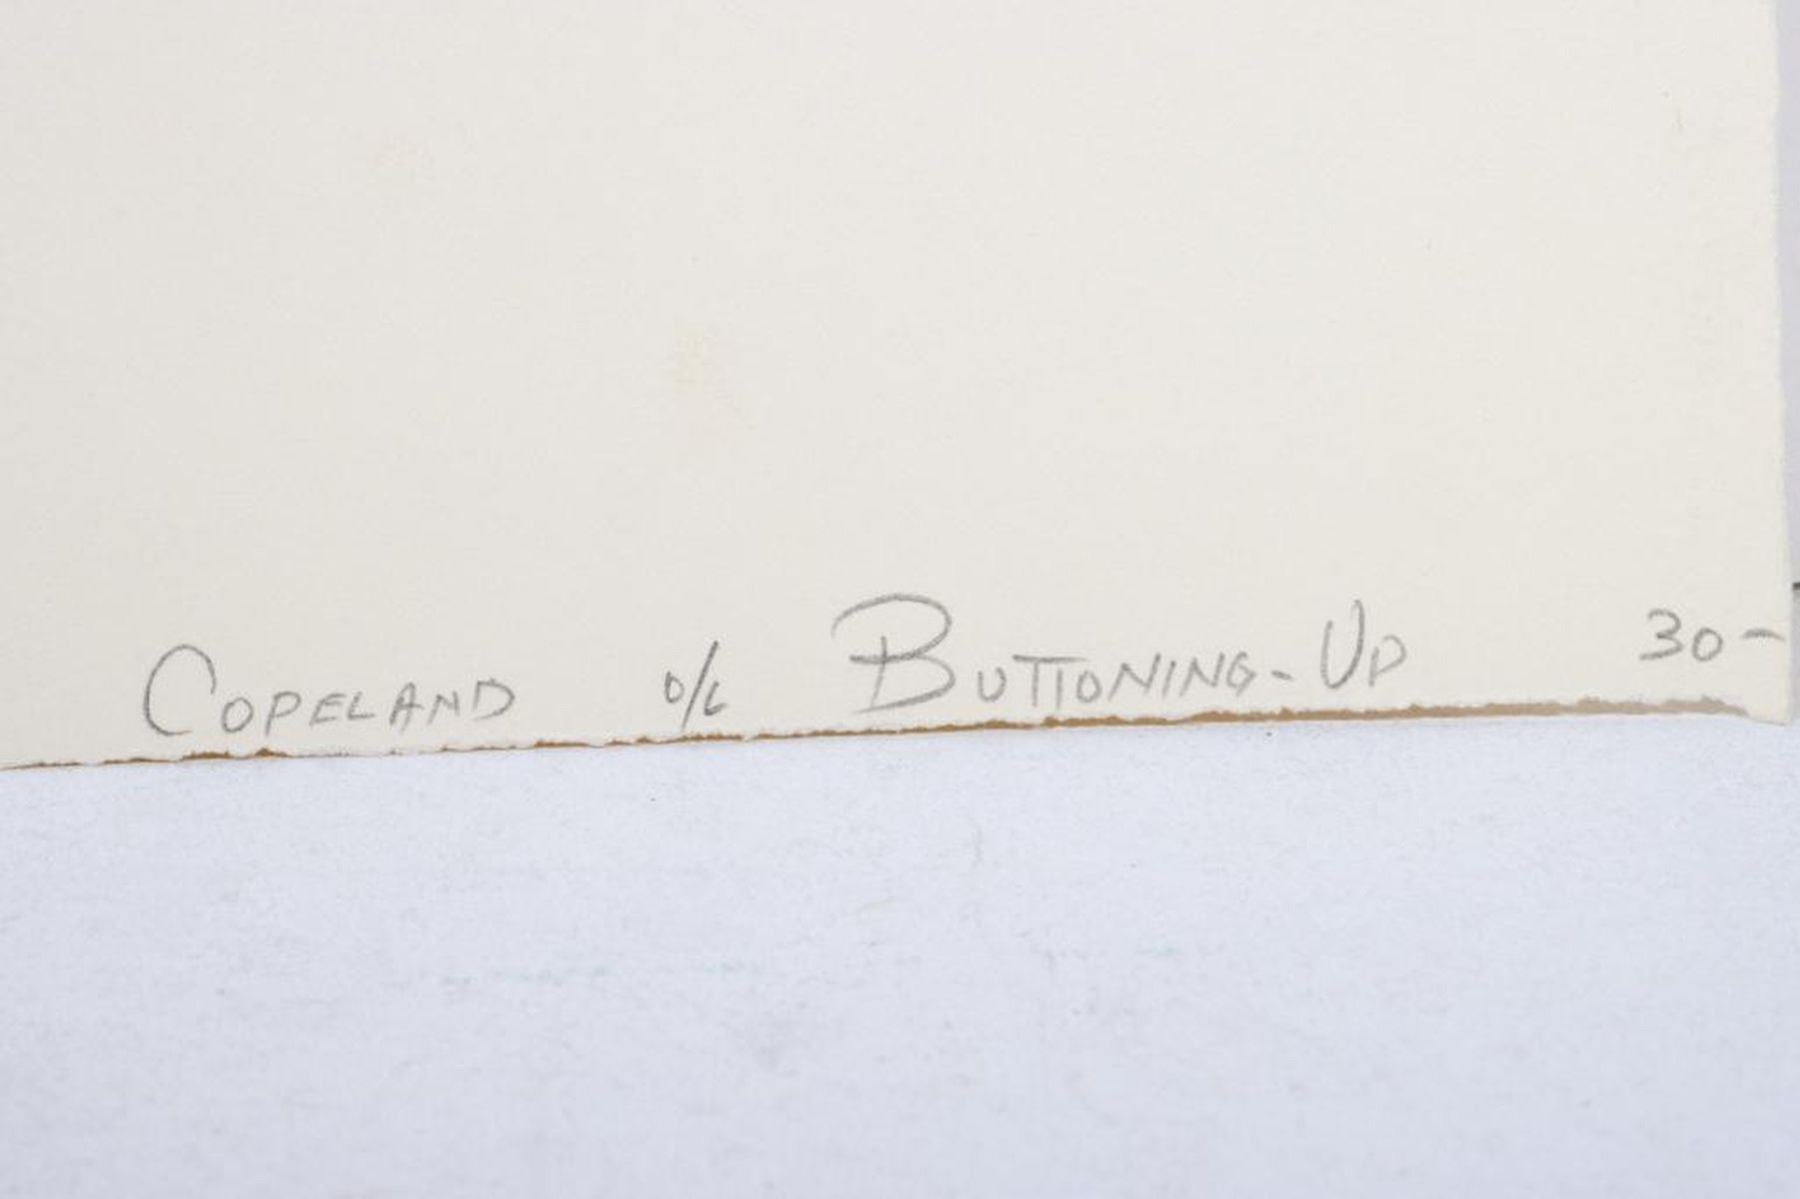 COPELAND O/L BUTTONING-UP 30-